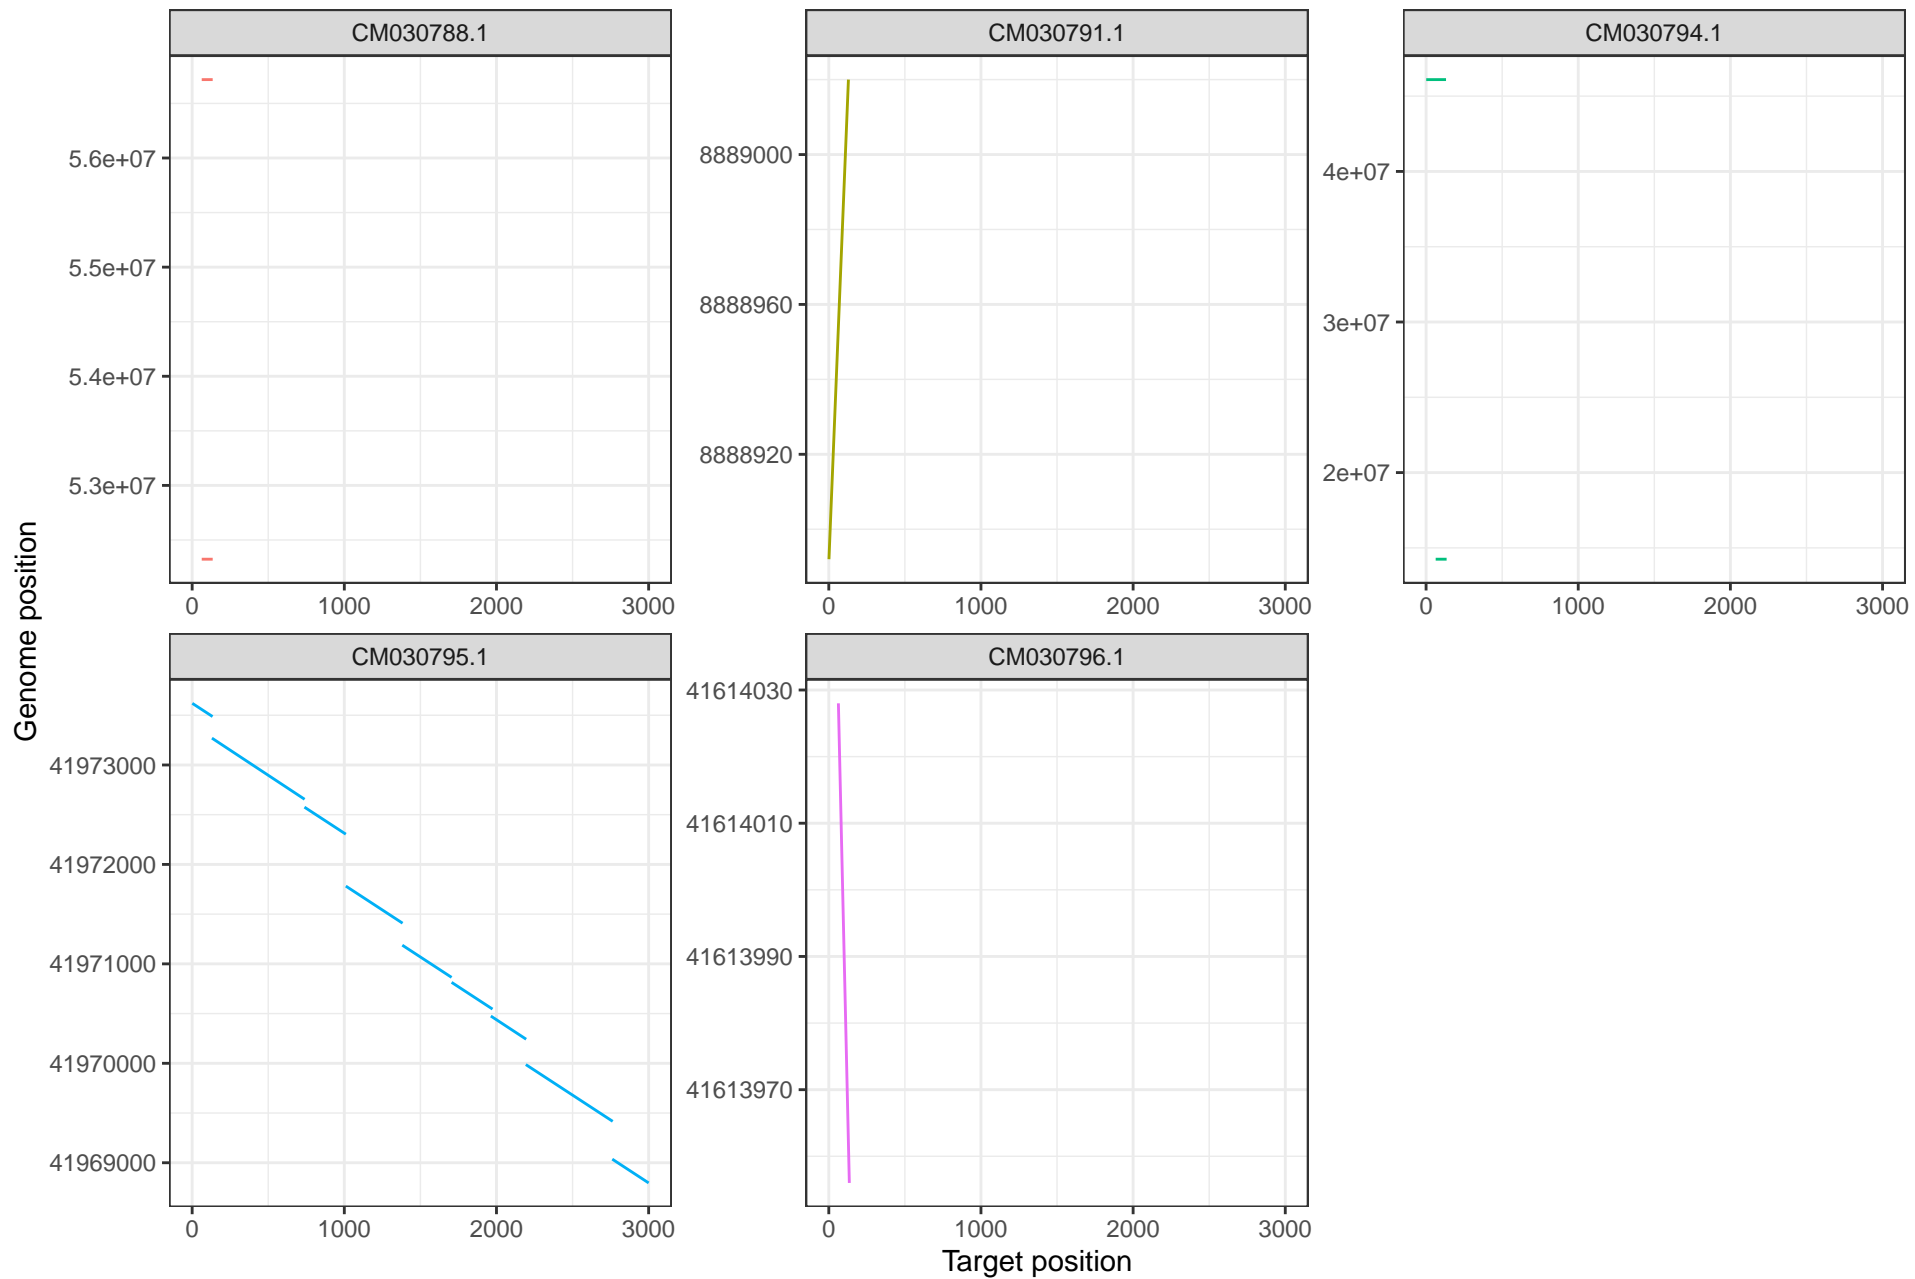 CM030788.1
CM030791.1
CM030794.1
5.6e+07
5.5e+07
5.4e+07
5.3e+07
0 1000 2000 3000
8889000
8888960
8888920
0 1000 2000 3000
4e+07
3e+07
2e+07
0 1000 2000 3000
Genome position
CM030795.1
CM030796.1
41973000
41972000
41971000
41970000
41969000
0 1000 2000 3000
41614030
41614010
41613990
41613970
0 1000 2000 3000
Target position